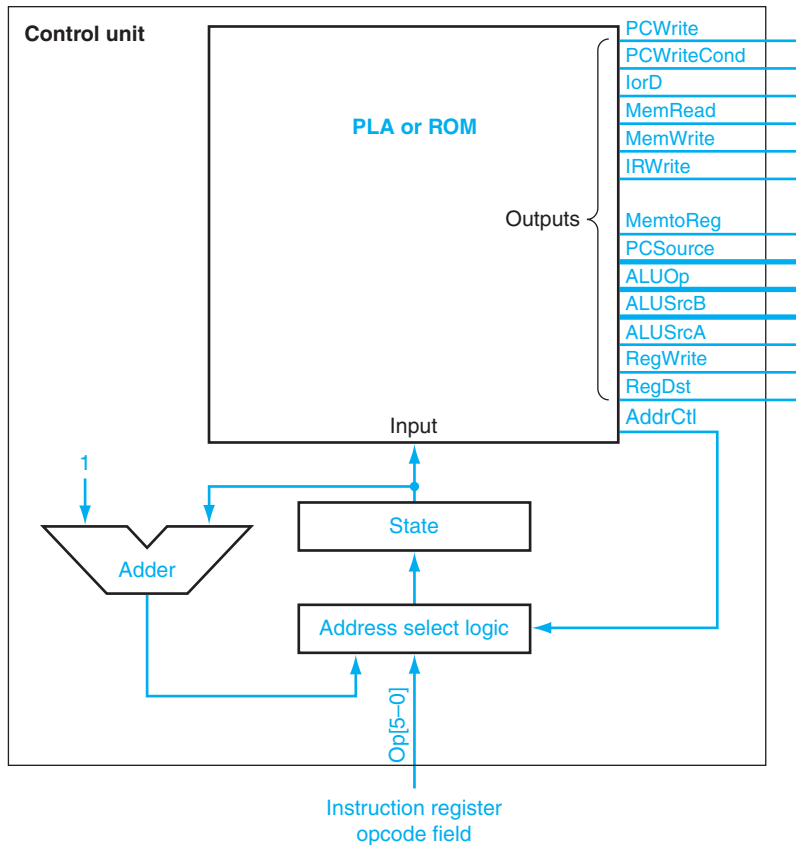 Control unit
PLA or ROM
Outputs
PCWrite
PCWriteCond
IorD
MemRead
MemWrite
IRWrite
MemtoReg
PCSource
ALUOp
ALUSrcB
ALUSrcA
RegWrite
RegDst
AddrCtl
Input
1
State
Adder
Address select logic
Op[5–0]
Instruction register
opcode field